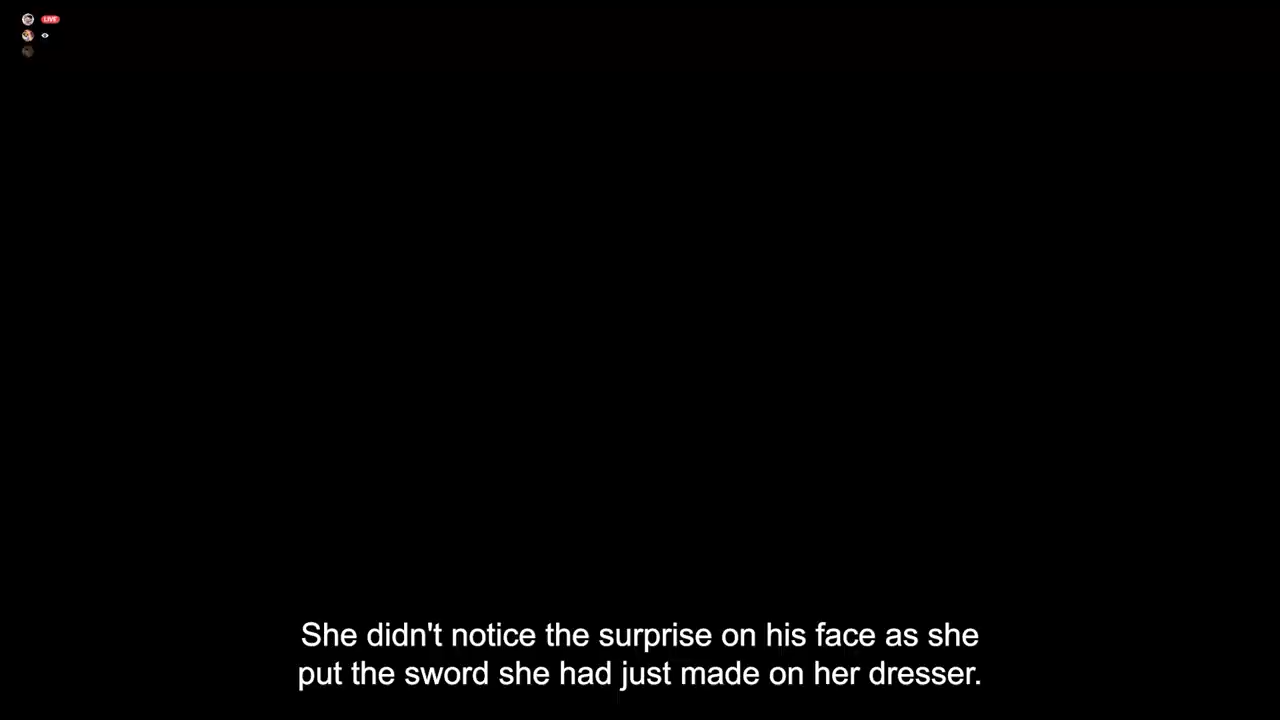 LIVE
She didn't notice the surprise on his face as she
put the sword she had just made on her dresser.